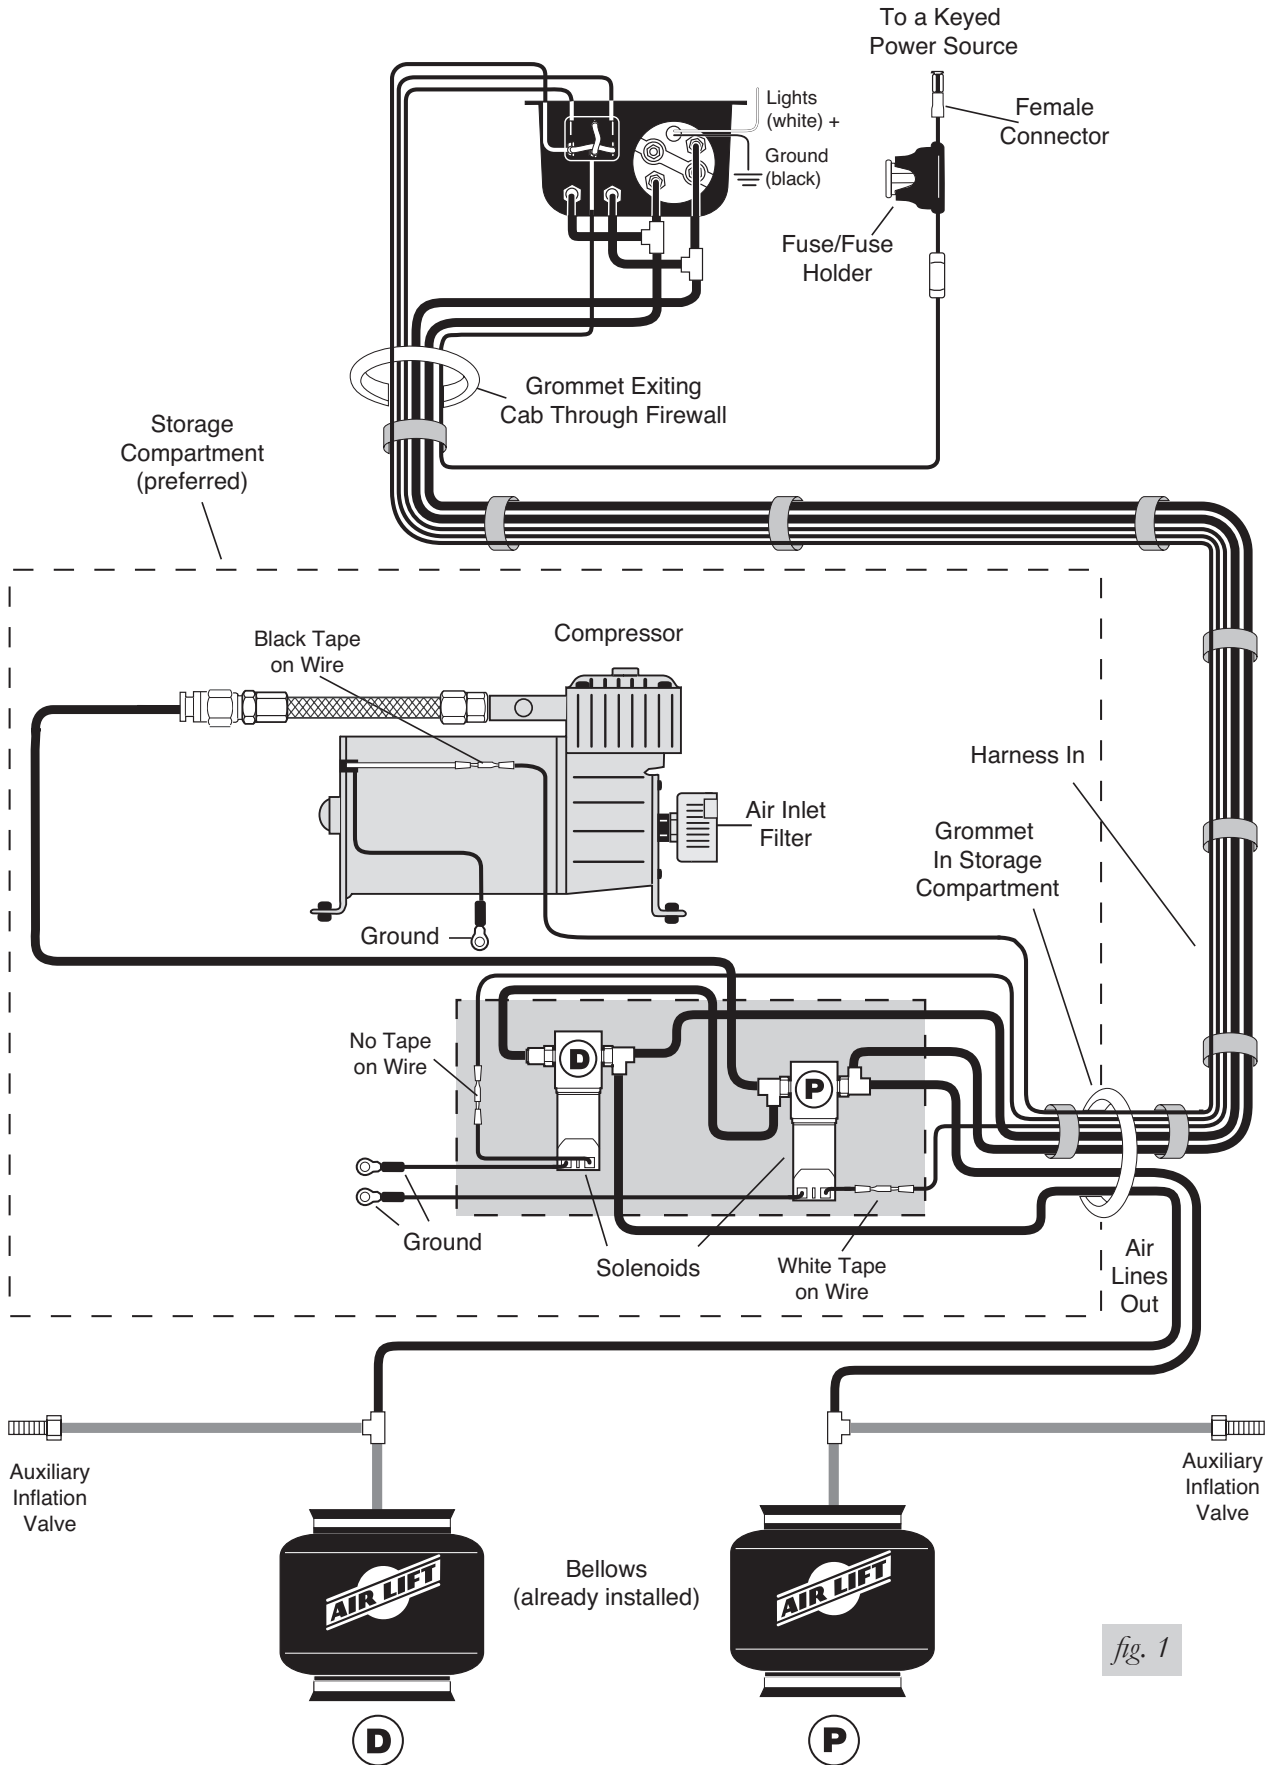 To a Keyed
Power Source
Lights
(white) +
Ground
(black)
Female
Connector
Fuse/Fuse
Holder
Grommet Exiting
Cab Through Firewall
Storage
Compartment
(preferred)
Black Tape
on Wire
Compressor
Harness In
Air Inlet
Filter
Grommet
In Storage
Compartment
Ground
No Tape
on Wire
D
P
Ground
Solenoids
White Tape
on Wire
Air
Lines
Out
Auxiliary
Inflation
Valve
Auxiliary
Inflation
Valve
AIR LIFT
Bellows
(already installed)
AIR LIFT
fig. 1
D
P